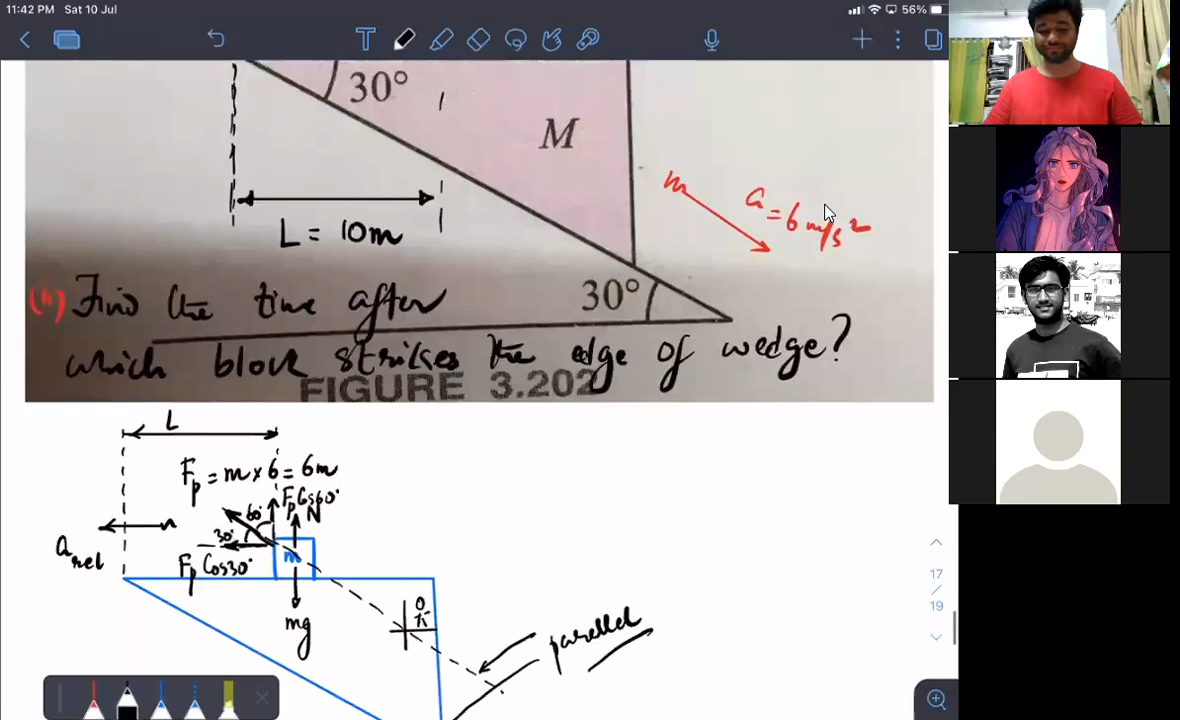 11:42 PM Sat 10 Jul
56%
30°
M
m
a = 6 m/s²
L = 10m
(ii) Find the time after
30°
which block strikes the edge of wedge?
FIGURE 3.202
L
Fp = m × 6 = 6m
Fp Cos60°
N
60°
30°
a rel
Fp Cos30°
m
mg
parallel
17
/
19